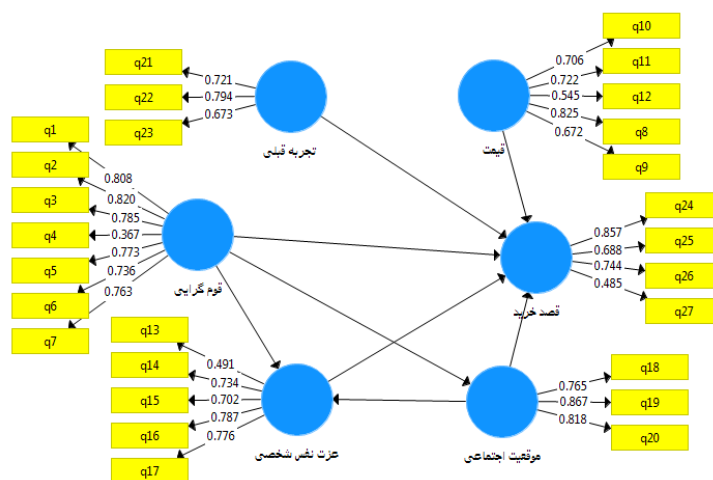 q21
0.721
q22
0.794
q23
0.673
تجربه قبلی
q10
0.706
q11
0.722
q12
0.545
q8
0.825
q9
0.672
قیمت
q1
0.808
q2
0.820
q3
0.785
q4
0.367
q5
0.773
q6
0.736
q7
0.763
قوم گرایی
q24
0.857
q25
0.688
q26
0.744
q27
0.485
قصد خرید
q13
0.491
q14
0.734
q15
0.702
q16
0.787
q17
0.776
عزت نفس شخصی
q18
0.765
q19
0.867
q20
0.818
موقعیت اجتماعی